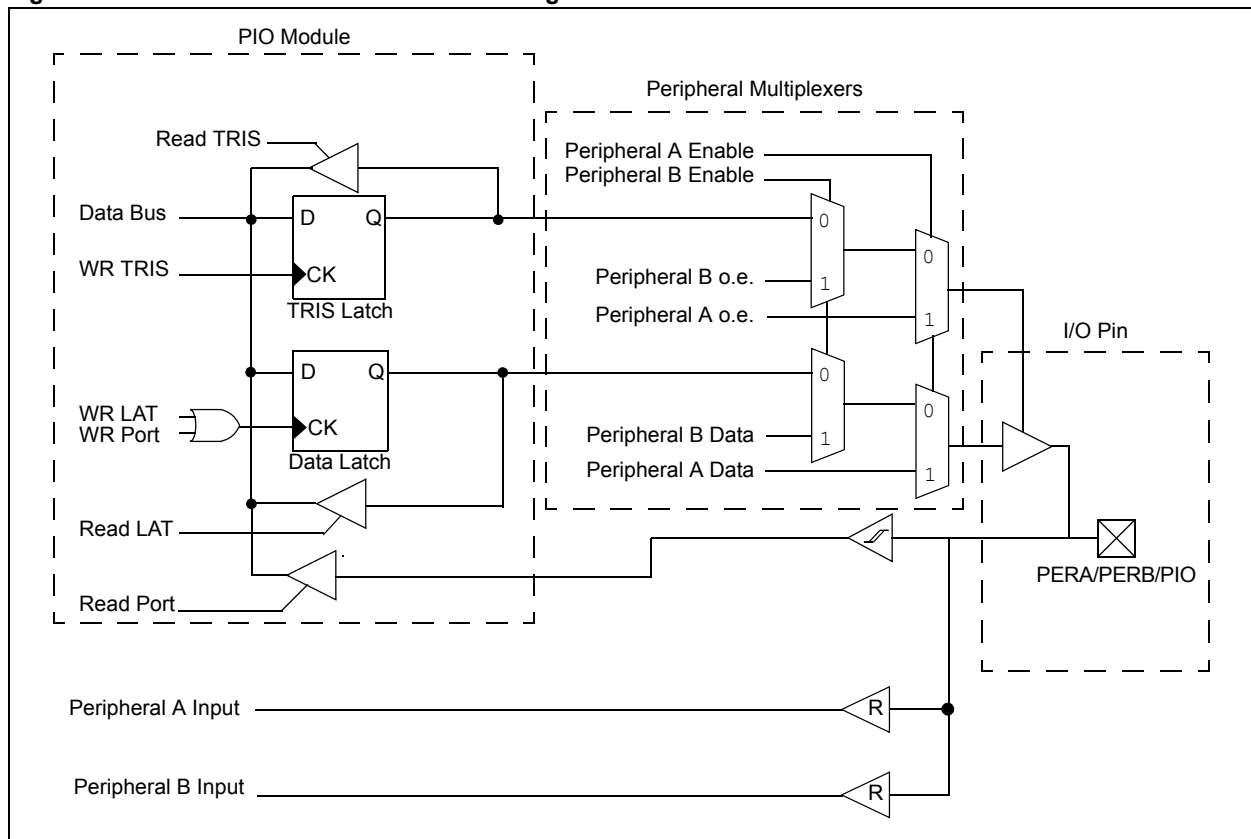 PIO Module
Peripheral Multiplexers
Read TRIS
Peripheral A Enable
Peripheral B Enable
Data Bus
D Q
0
WR TRIS
CK
0
Peripheral B o.e.
1
TRIS Latch
Peripheral A o.e.
1
I/O Pin
D Q
0
WR LAT
WR Port
CK
0
Peripheral B Data
1
Data Latch
Peripheral A Data
1
Read LAT
PERA/PERB/PIO
Read Port
Peripheral A Input
R
Peripheral B Input
R